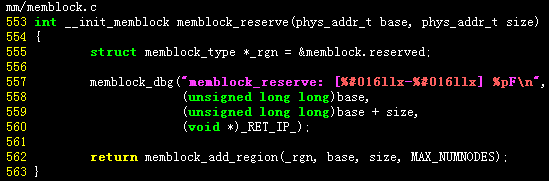 mm/memblock.c
553 int __init_memblock memblock_reserve(phys_addr_t base, phys_addr_t size)
554 {
555     struct memblock_type *_rgn = &memblock.reserved;
556
557     memblock_dbg("memblock_reserve: [%#016llx-%#016llx] %pF\n",
558             (unsigned long long)base,
559             (unsigned long long)base + size,
560             (void *)_RET_IP_);
561
562     return memblock_add_region(_rgn, base, size, MAX_NUMNODES);
563 }